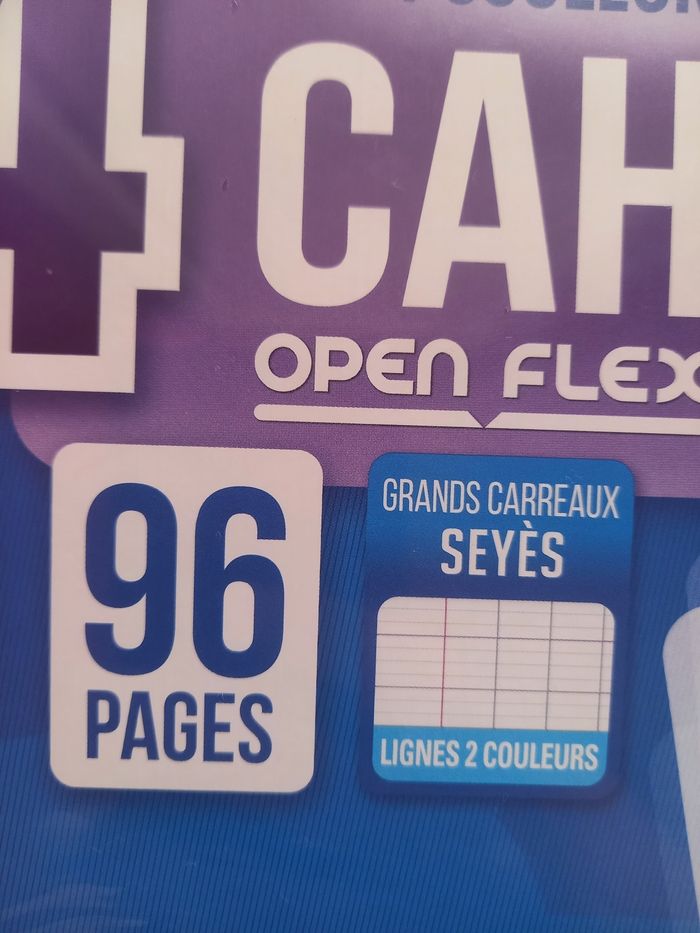 4 CAH
OPEN FLEX
96
PAGES
GRANDS CARREAUX
SEYÈS
LIGNES 2 COULEURS